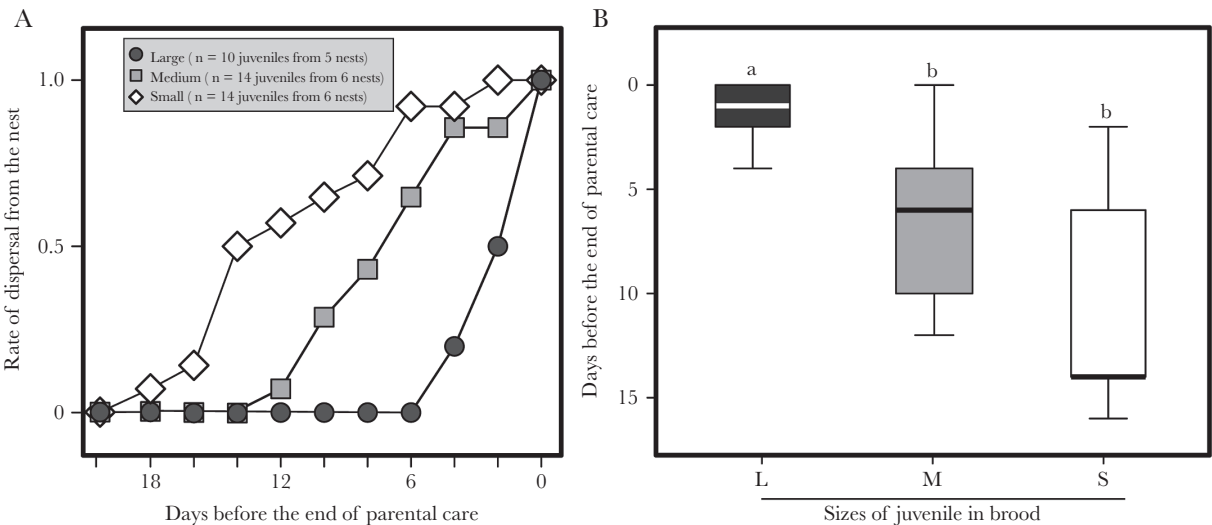 A
Large ( n = 10 juveniles from 5 nests)
Medium ( n = 14 juveniles from 6 nests)
Small ( n = 14 juveniles from 6 nests)
Rate of dispersal from the nest
1.0
0.5
0
18 12 6 0
Days before the end of parental care
B
Days before the end of parental care
0
5
10
15
a
b
b
L M S
Sizes of juvenile in brood